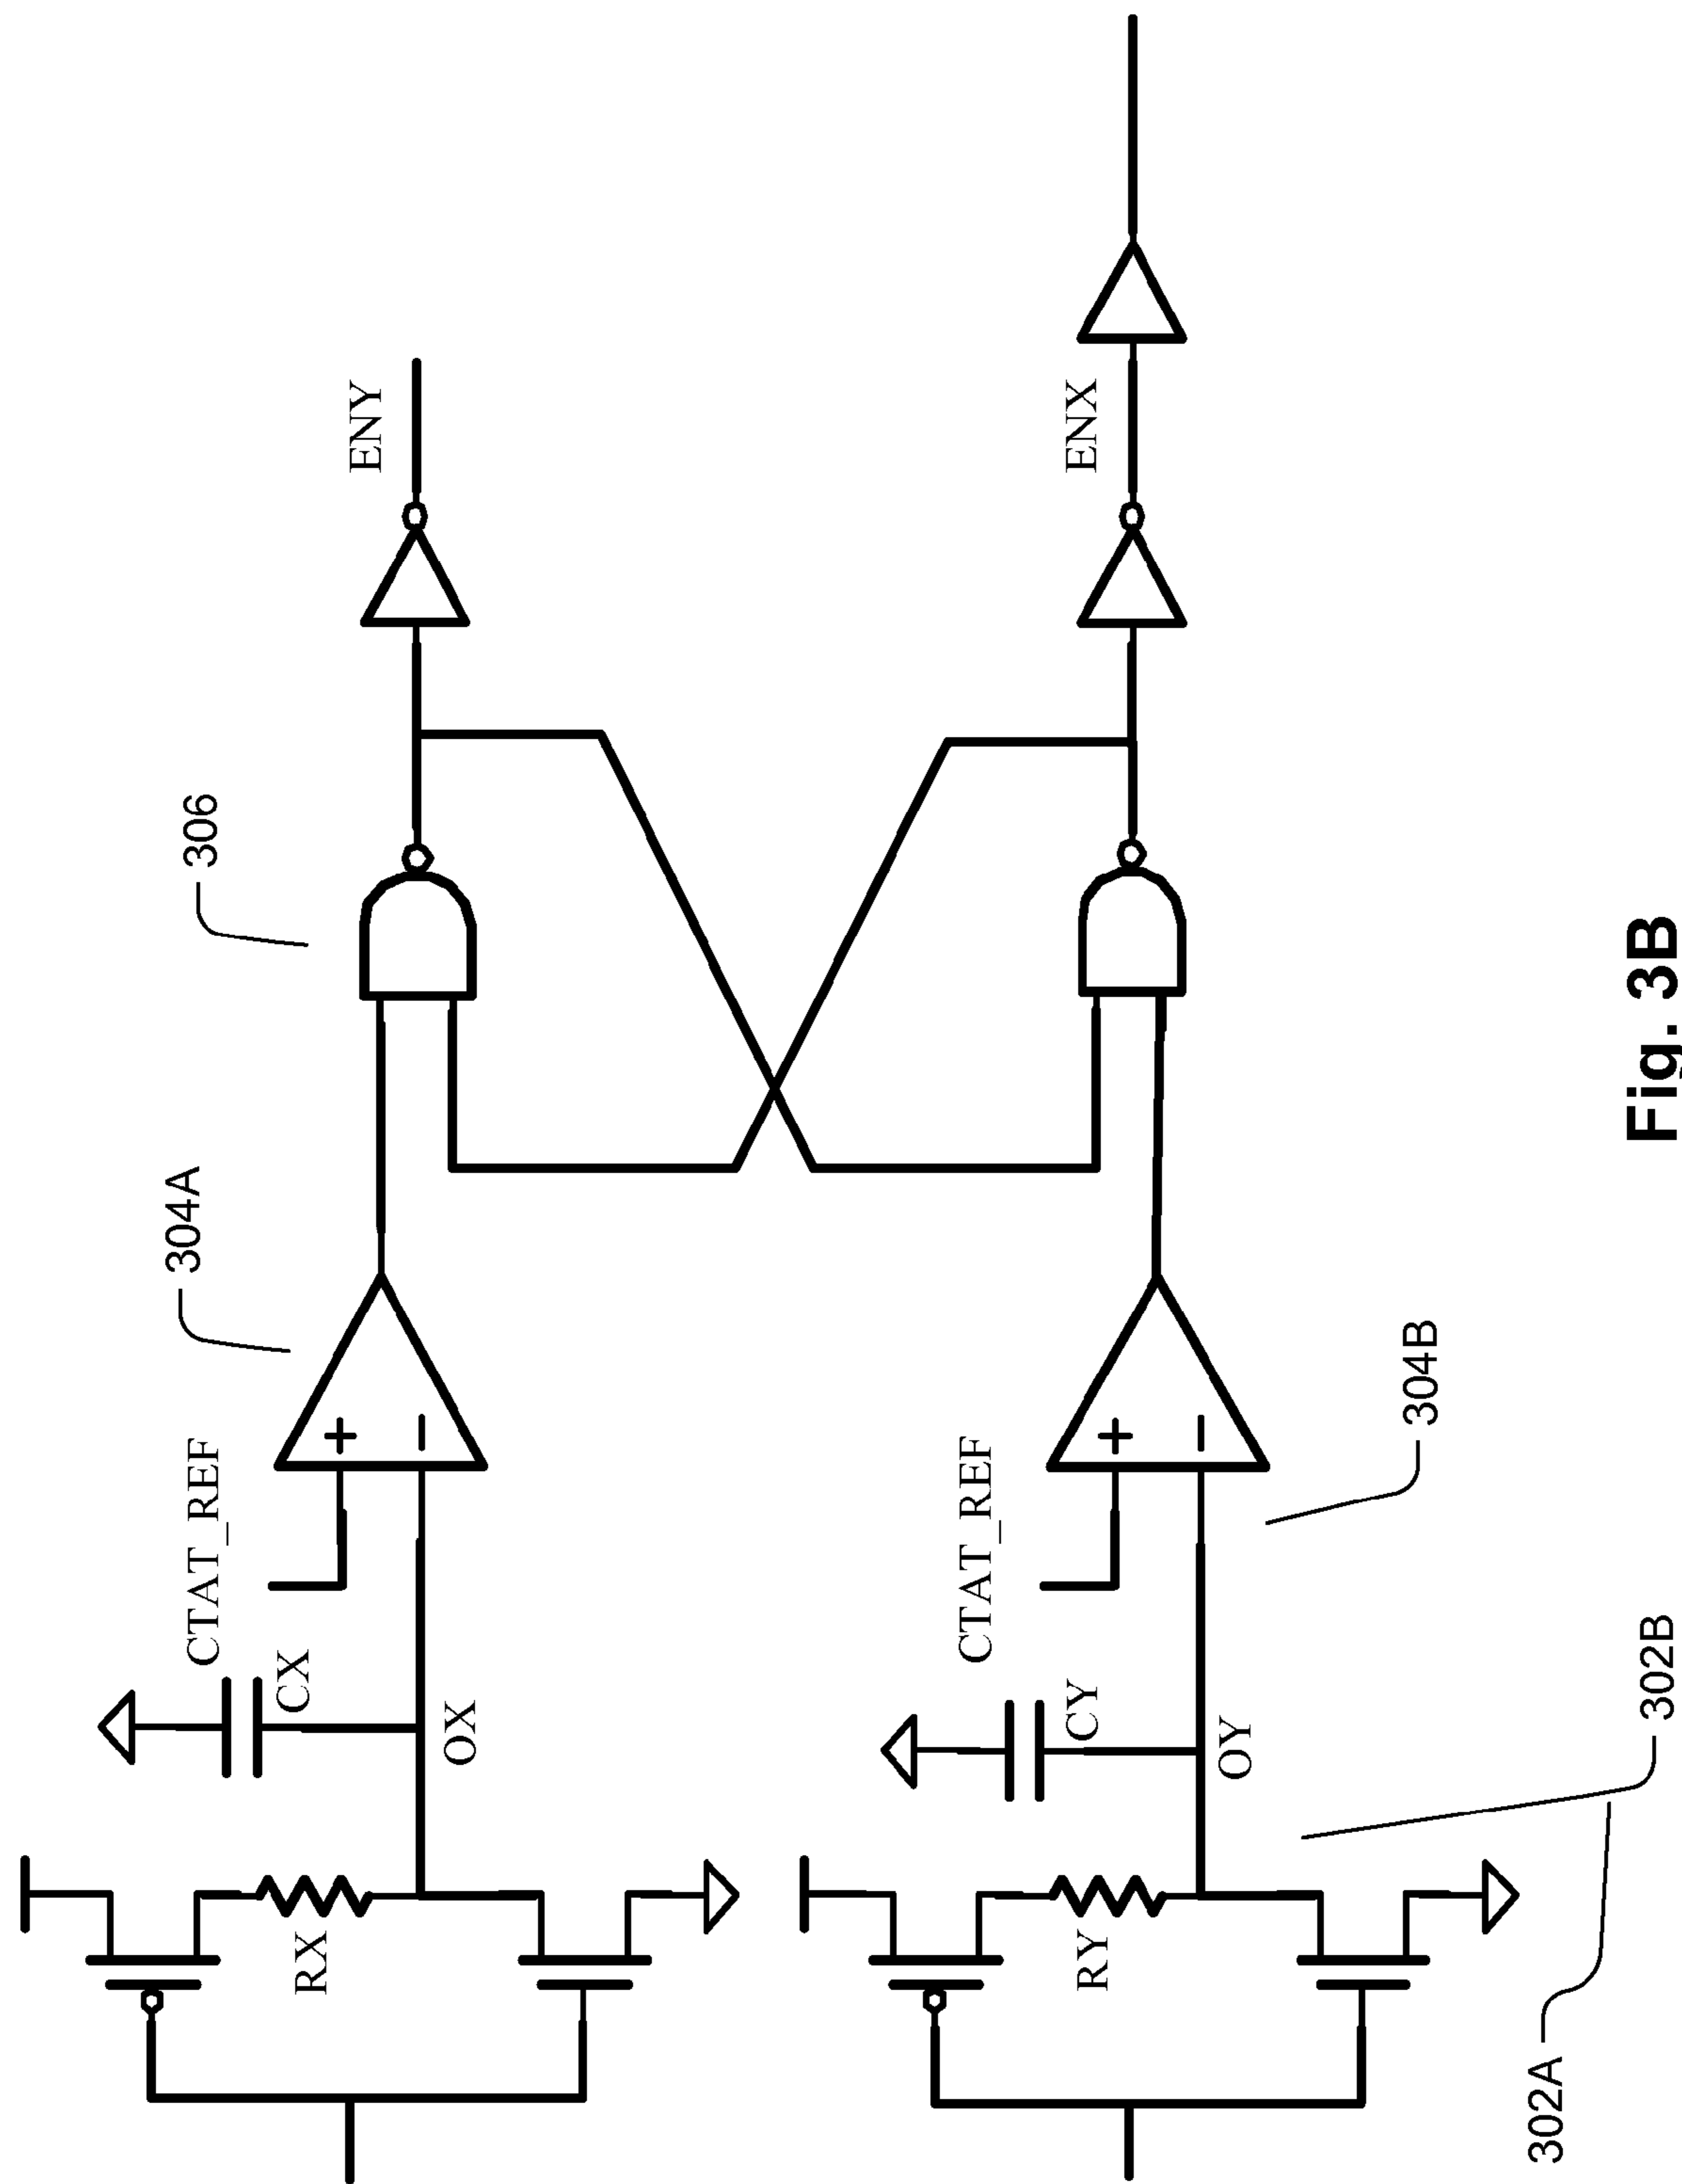 306
304A
ENY
CTAT_REF
+
−
CX
OX
RX
ENX
CTAT_REF
+
−
304B
CY
OY
RY
302B
302A
Fig. 3B